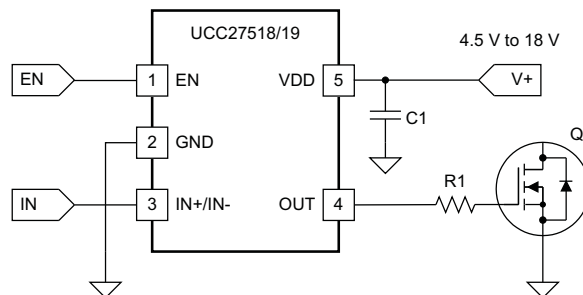 UCC27518/19
4.5 V to 18 V
EN
1
EN
VDD
5
V+
C1
2
GND
Q
IN
3
IN+/IN-
OUT
4
R1